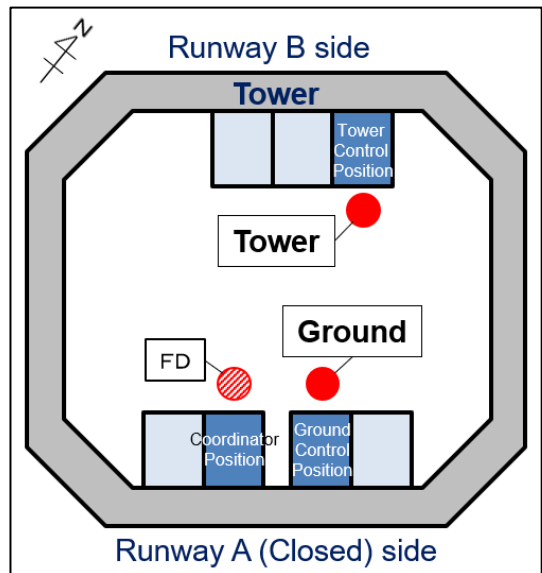 N
Runway B side
Tower
Tower
Control
Position
Tower
Ground
FD
Coordinator
Position
Ground
Control
Position
Runway A (Closed) side